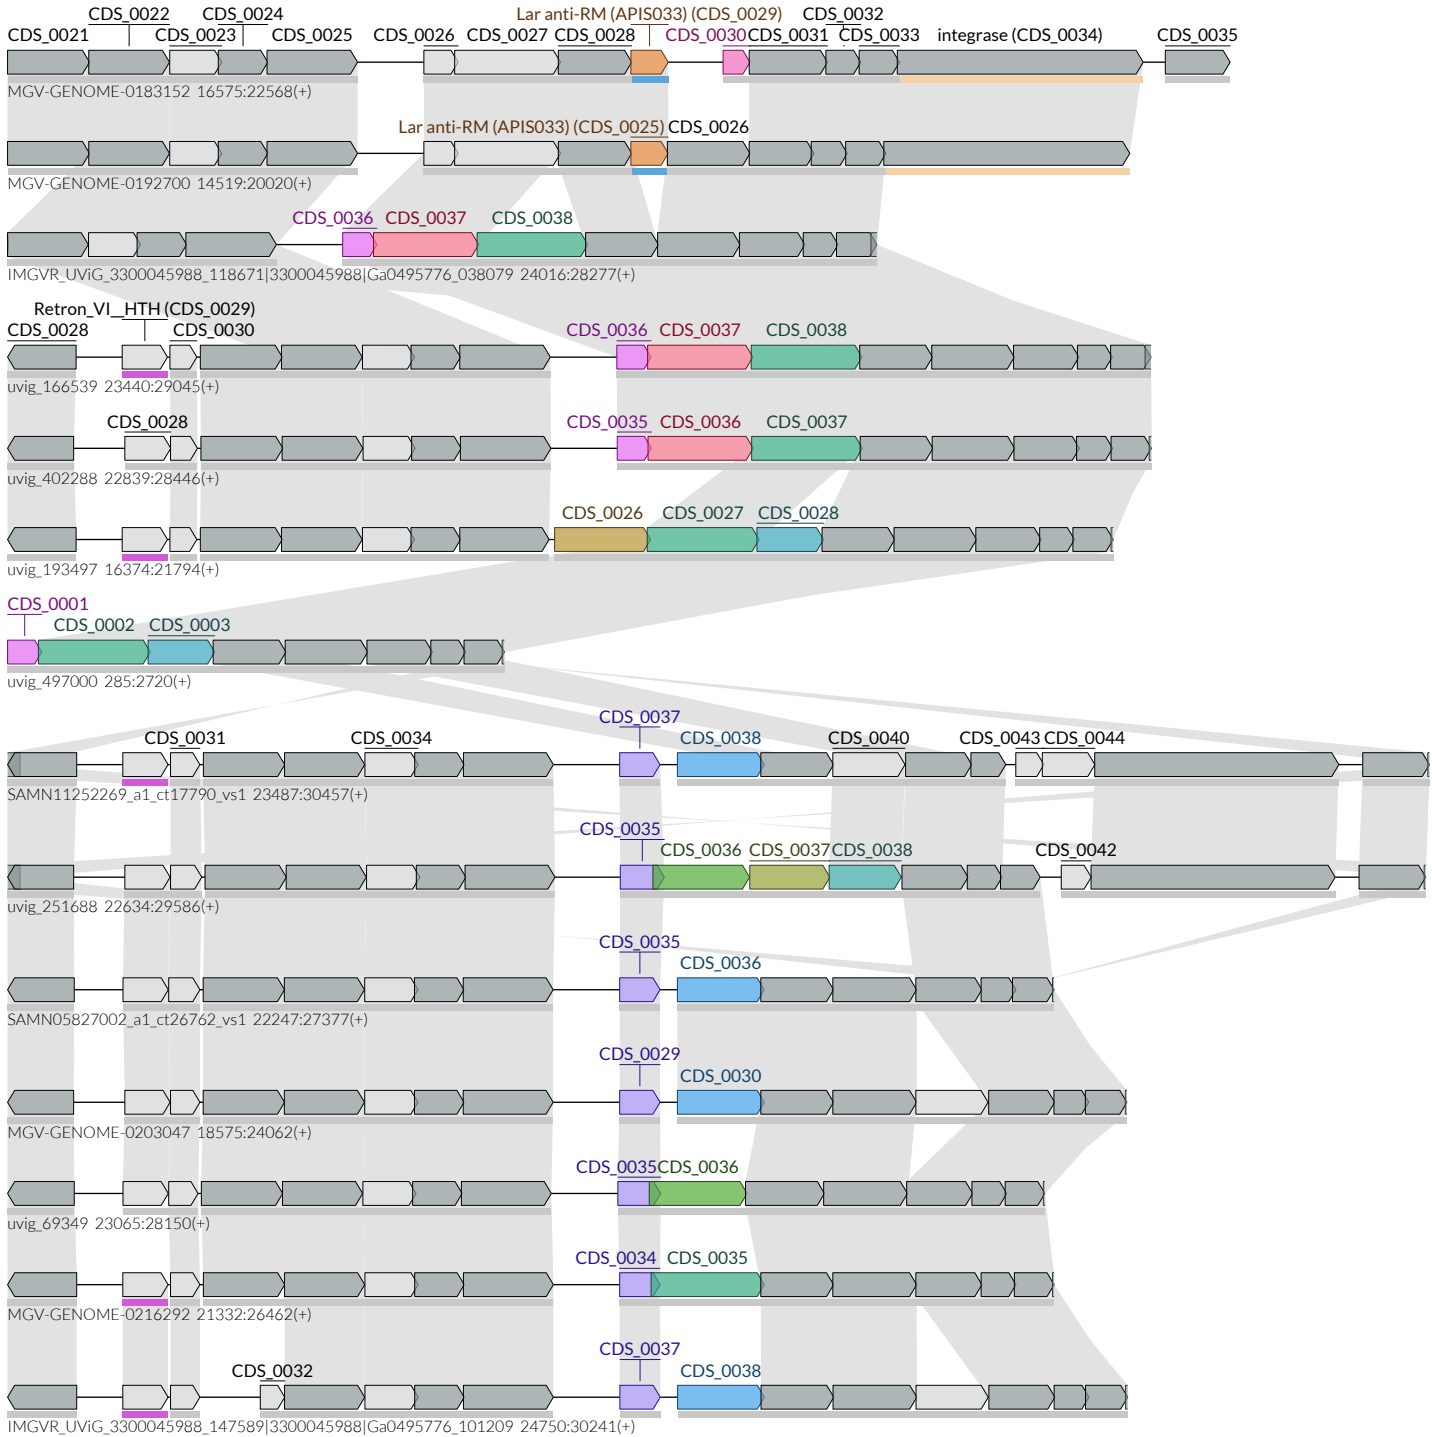 CDS_0022 CDS_0024 Lar anti-RM (APIS033) (CDS_0029) CDS_0032
CDS_0021 CDS_0023 CDS_0025 CDS_0026 CDS_0027 CDS_0028 CDS_0030 CDS_0031 CDS_0033 integrase (CDS_0034) CDS_0035
MGV-GENOME-0183152 16575:22568(+)
Lar anti-RM (APIS033) (CDS_0025) CDS_0026
MGV-GENOME-0192700 14519:20020(+)
CDS_0036 CDS_0037 CDS_0038
IMGVR_UViG_3300045988_118671|3300045988|Ga0495776_038079 24016:28277(+)
Retron_VI__HTH (CDS_0029)
CDS_0028 CDS_0030 CDS_0036 CDS_0037 CDS_0038
uvig_166539 23440:29045(+)
CDS_0028 CDS_0035 CDS_0036 CDS_0037
uvig_402288 22839:28446(+)
CDS_0026 CDS_0027 CDS_0028
uvig_193497 16374:21794(+)
CDS_0001
CDS_0002 CDS_0003
uvig_497000 285:2720(+)
CDS_0037
CDS_0031 CDS_0034 CDS_0038 CDS_0040 CDS_0043 CDS_0044
SAMN11252269_a1_ct17790_vs1 23487:30457(+)
CDS_0035
CDS_0036 CDS_0037 CDS_0038 CDS_0042
uvig_251688 22634:29586(+)
CDS_0035
CDS_0036
SAMN05827002_a1_ct26762_vs1 22247:27377(+)
CDS_0029
CDS_0030
MGV-GENOME-0203047 18575:24062(+)
CDS_0035 CDS_0036
uvig_69349 23065:28150(+)
CDS_0034 CDS_0035
MGV-GENOME-0216292 21332:26462(+)
CDS_0037
CDS_0032 CDS_0038
IMGVR_UViG_3300045988_147589|3300045988|Ga0495776_101209 24750:30241(+)